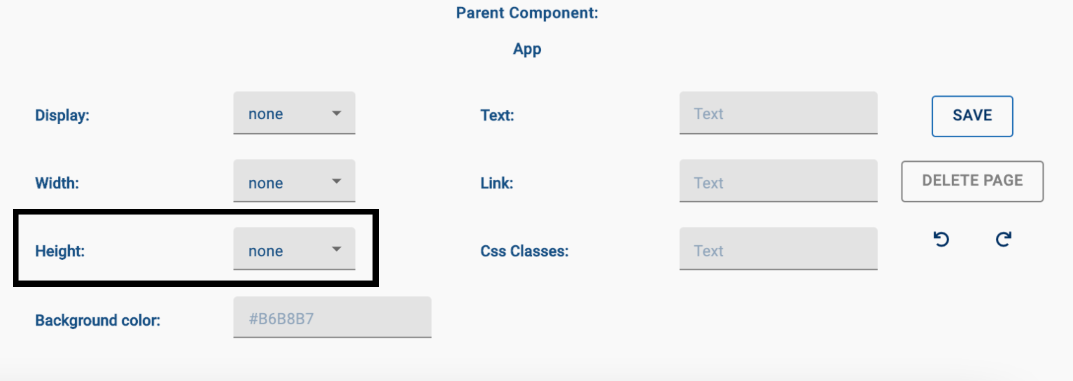 Parent Component:
App
Display: none Text: Text SAVE
Width: none Link: Text DELETE PAGE
Height: none Css Classes: Text
Background color: #B6B8B7